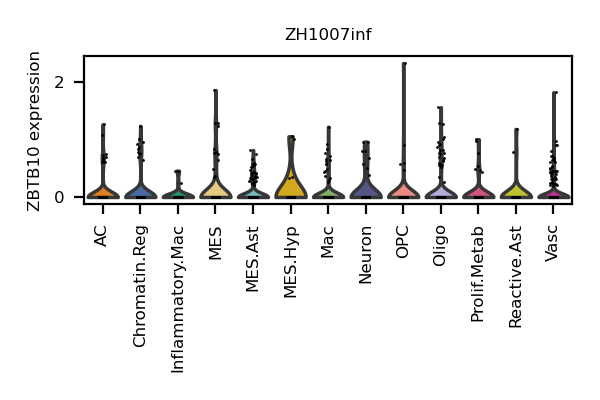 ZH1007inf
ZBTB10 expression
2
0
AC
Chromatin.Reg
Inflammatory.Mac
MES
MES.Ast
MES.Hyp
Mac
Neuron
OPC
Oligo
Prolif.Metab
Reactive.Ast
Vasc